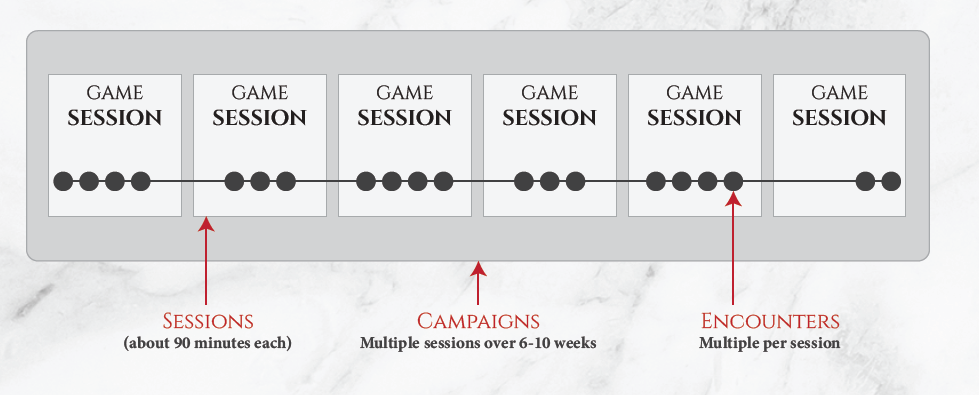 GAME
SESSION
GAME
SESSION
GAME
SESSION
GAME
SESSION
GAME
SESSION
GAME
SESSION
SESSIONS
(about 90 minutes each)
CAMPAIGNS
Multiple sessions over 6-10 weeks
ENCOUNTERS
Multiple per session